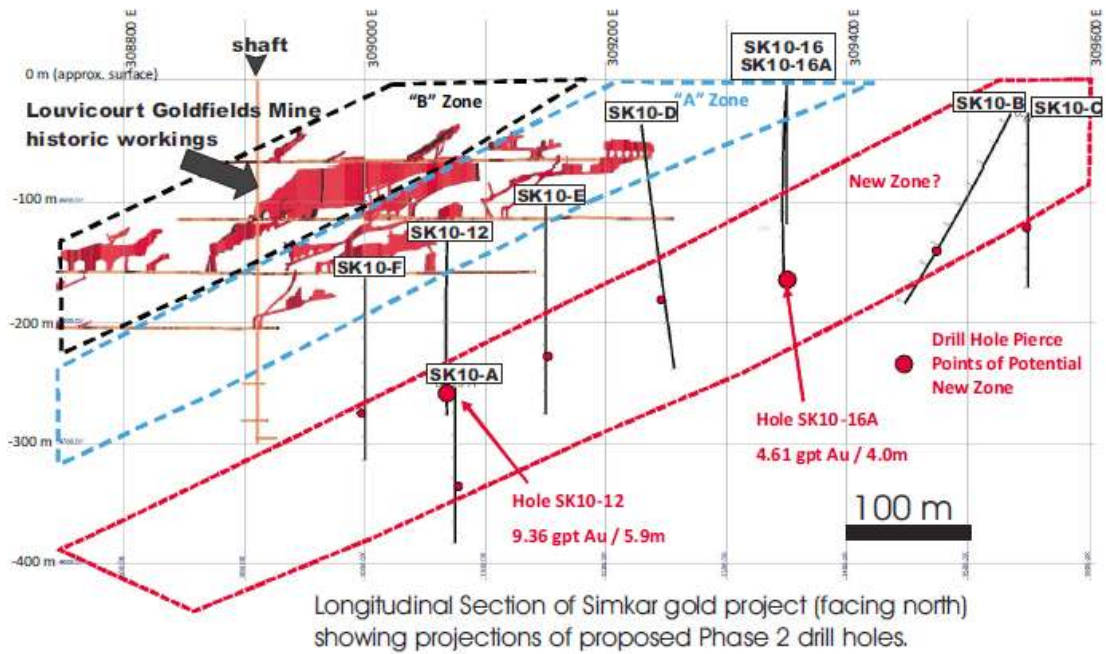 308800 E
309000 E
309200 E
309400 E
309600 E
shaft
SK10-16
SK10-16A
0 m (approx. surface)
"B" Zone
"A" Zone
SK10-B
SK10-C
SK10-D
Louvicourt Goldfields Mine
historic workings
New Zone?
-100 m
SK10-E
SK10-12
SK10-F
-200 m
Drill Hole Pierce
Points of Potential
New Zone
SK10-A
Hole SK10-16A
4.61 gpt Au / 4.0m
-300 m
Hole SK10-12
9.36 gpt Au / 5.9m
100 m
-400 m
Longitudinal Section of Simkar gold project (facing north)
showing projections of proposed Phase 2 drill holes.